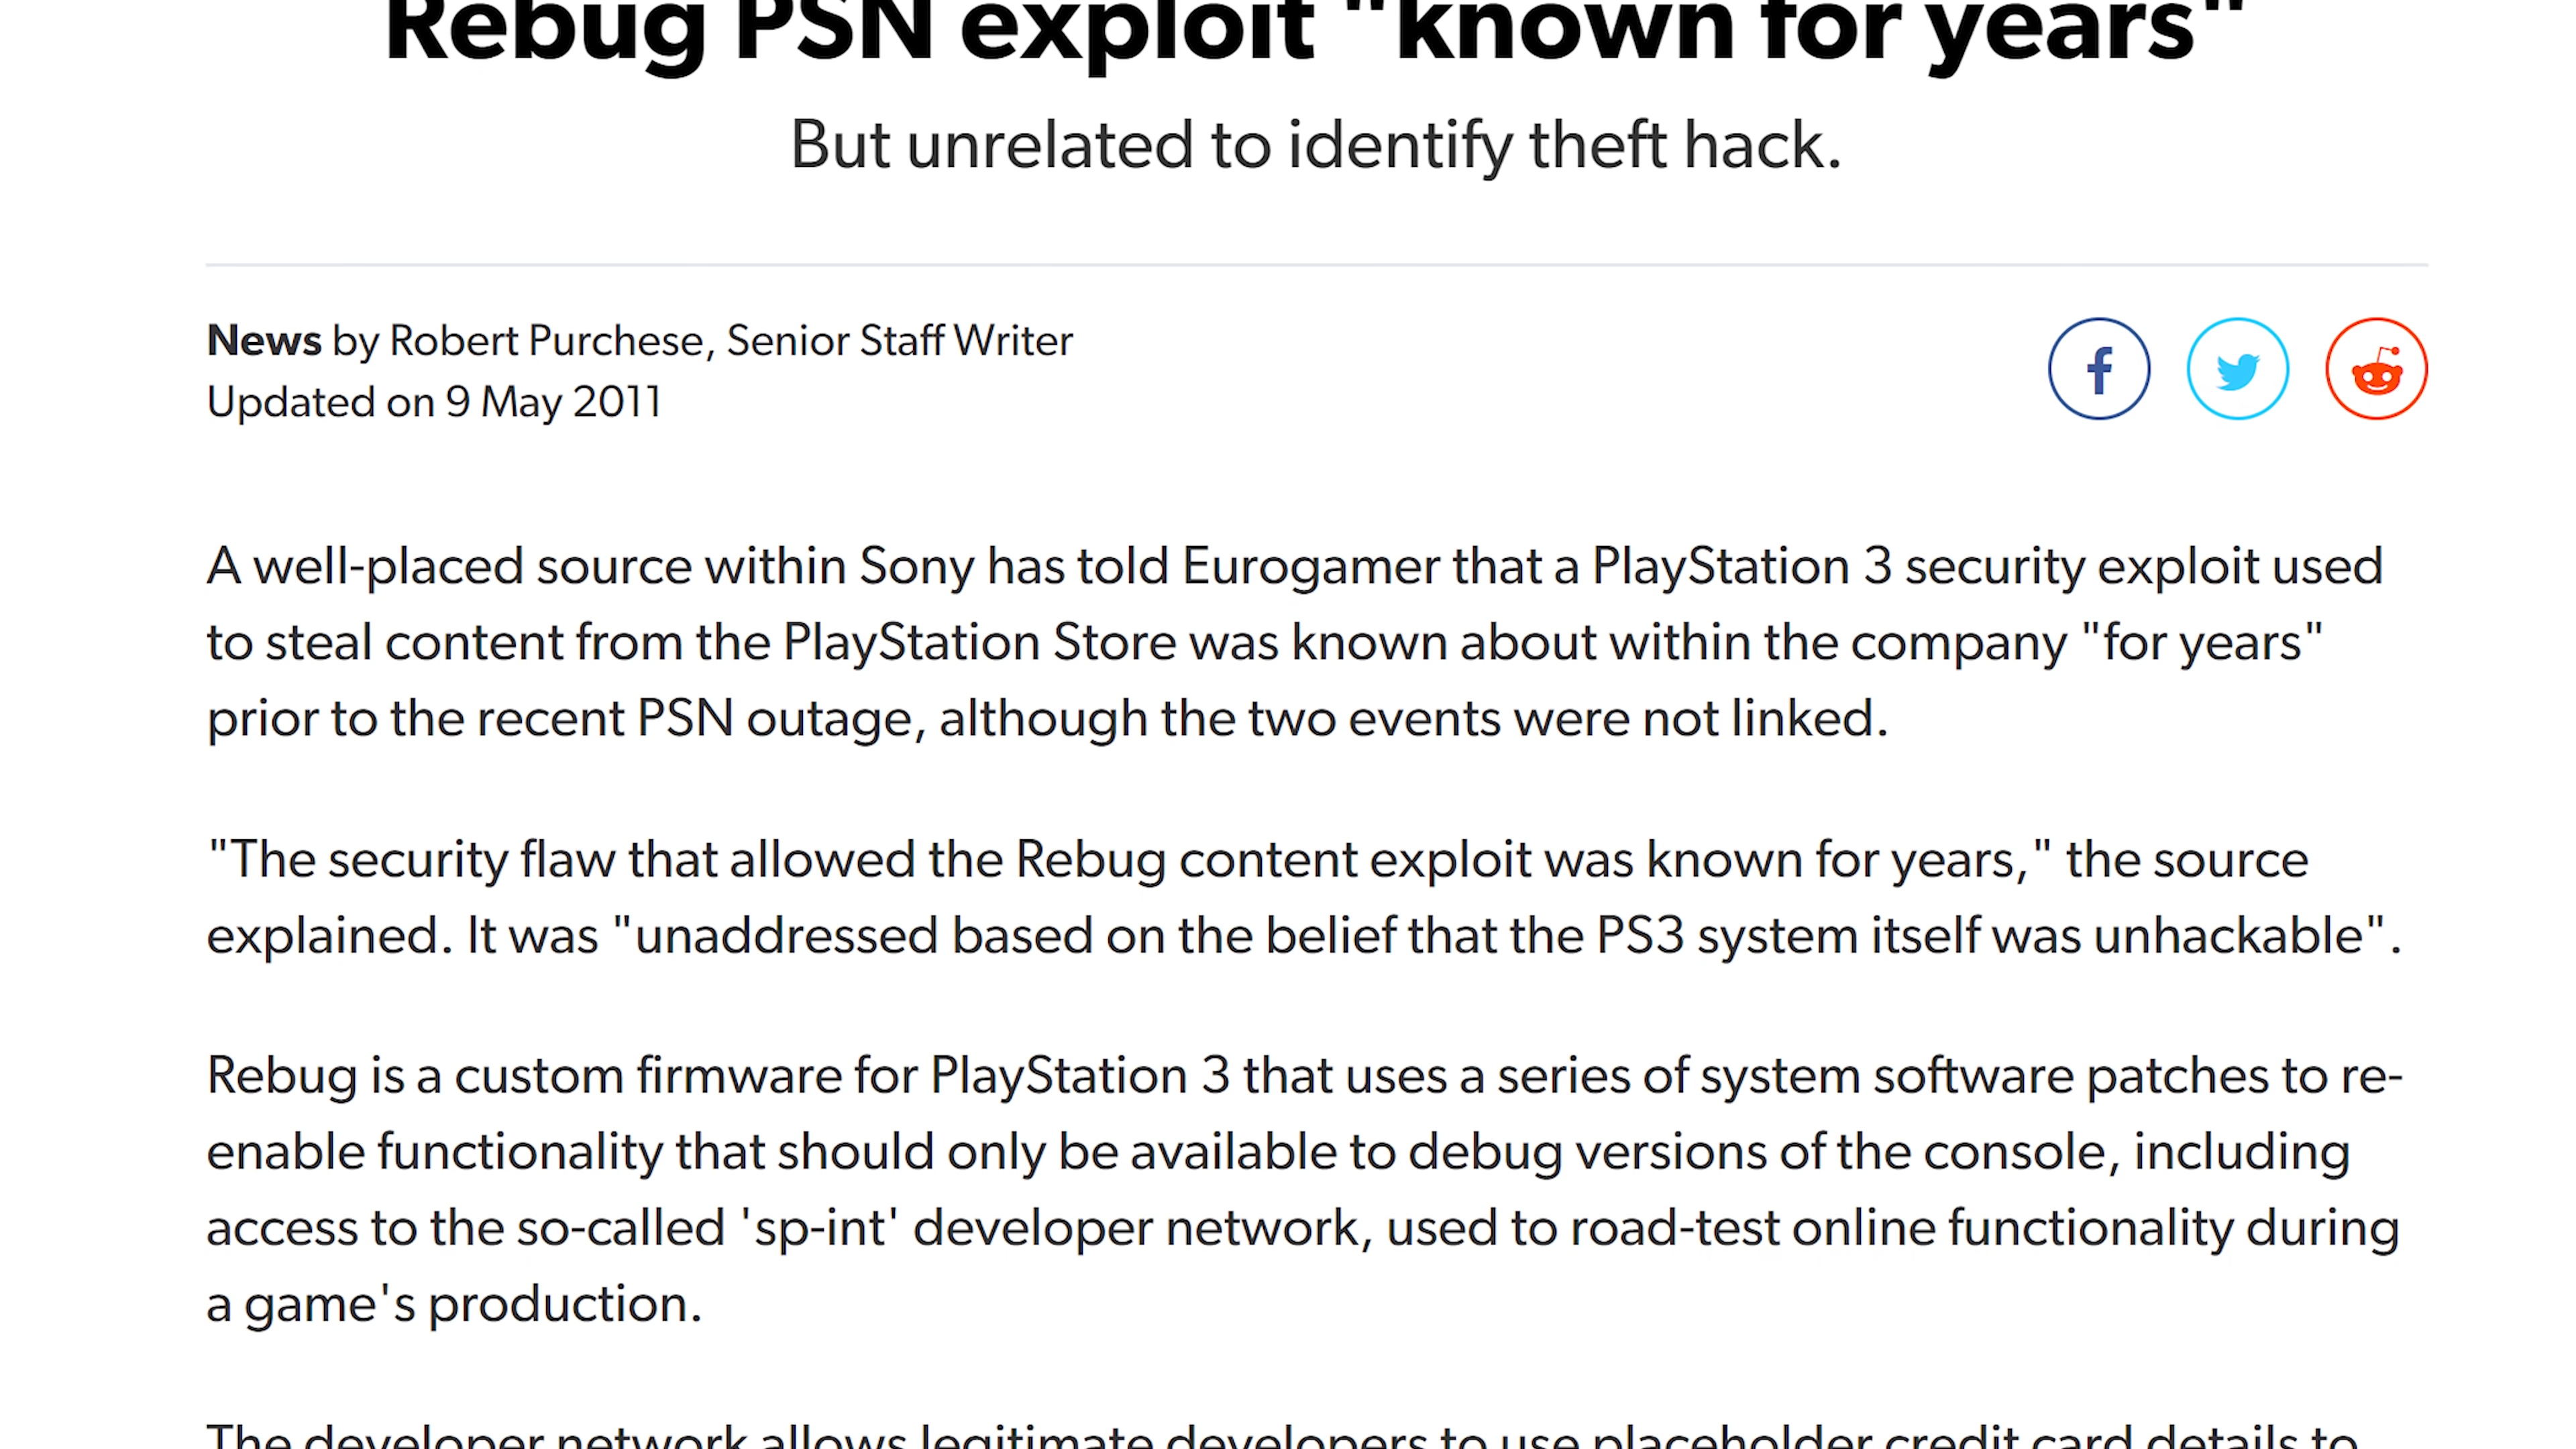 Rebug PSN exploit "known for years"
But unrelated to identify theft hack.
News by Robert Purchese, Senior Staff Writer
Updated on 9 May 2011
A well-placed source within Sony has told Eurogamer that a PlayStation 3 security exploit used
to steal content from the PlayStation Store was known about within the company "for years"
prior to the recent PSN outage, although the two events were not linked.
"The security flaw that allowed the Rebug content exploit was known for years," the source
explained. It was "unaddressed based on the belief that the PS3 system itself was unhackable".
Rebug is a custom firmware for PlayStation 3 that uses a series of system software patches to re-
enable functionality that should only be available to debug versions of the console, including
access to the so-called 'sp-int' developer network, used to road-test online functionality during
a game's production.
The developer network allows legitimate developers to use placeholder credit card details to